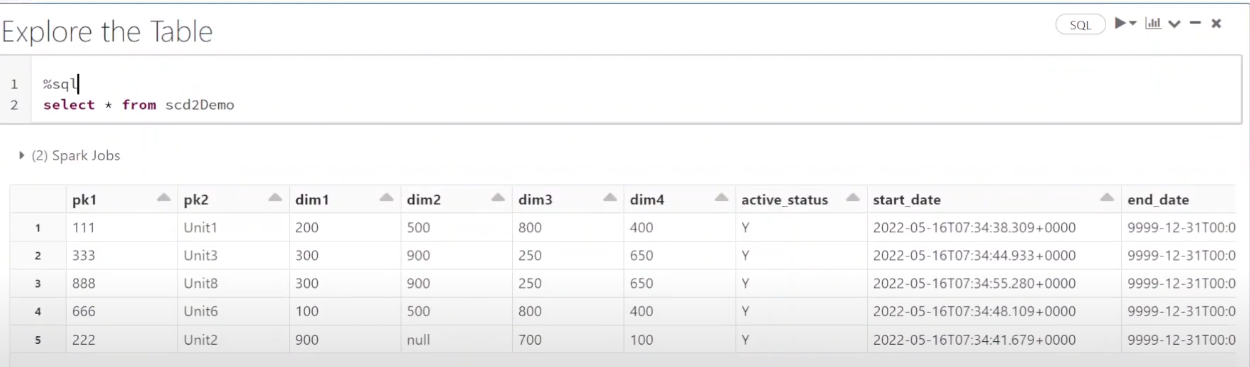 Explore the Table
SQL
1 %sql
2 select * from scd2Demo
(2) Spark Jobs
pk1 pk2 dim1 dim2 dim3 dim4 active_status start_date end_date
1 111 Unit1 200 500 800 400 Y 2022-05-16T07:34:38.309+0000 9999-12-31T00:0
2 333 Unit3 300 900 250 650 Y 2022-05-16T07:34:44.933+0000 9999-12-31T00:0
3 888 Unit8 300 900 250 650 Y 2022-05-16T07:34:55.280+0000 9999-12-31T00:0
4 666 Unit6 100 500 800 400 Y 2022-05-16T07:34:48.109+0000 9999-12-31T00:0
5 222 Unit2 900 null 700 100 Y 2022-05-16T07:34:41.679+0000 9999-12-31T00:0